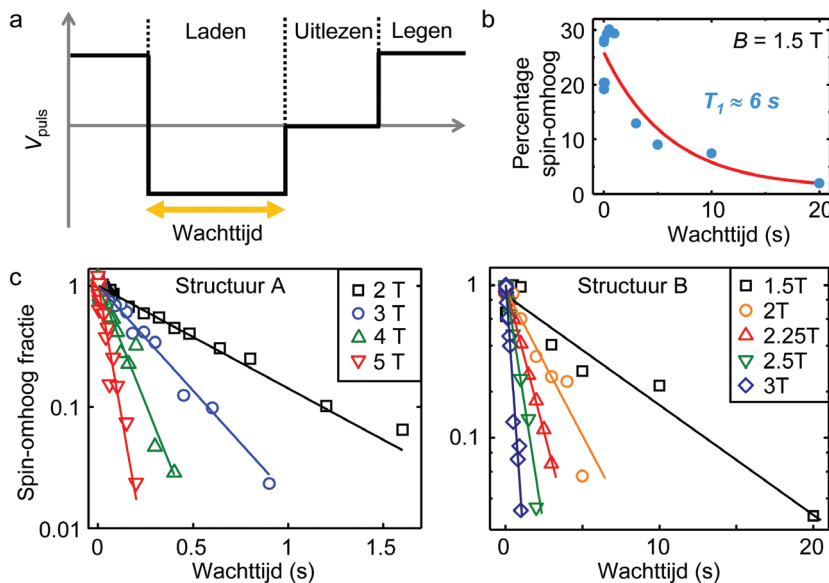 a
Laden
Uitlezen
Legen
V_puls
Wachttijd
b
B = 1.5 T
T1 ≈ 6 s
Percentage
spin-omhoog
30
20
10
0
0
10
20
Wachttijd (s)
c
Structuur A
2 T
3 T
4 T
5 T
Spin-omhoog fractie
1
0.1
0.01
0
0.5
1
1.5
Wachttijd (s)
Structuur B
1.5T
2T
2.25T
2.5T
3T
1
0.1
0
10
20
Wachttijd (s)